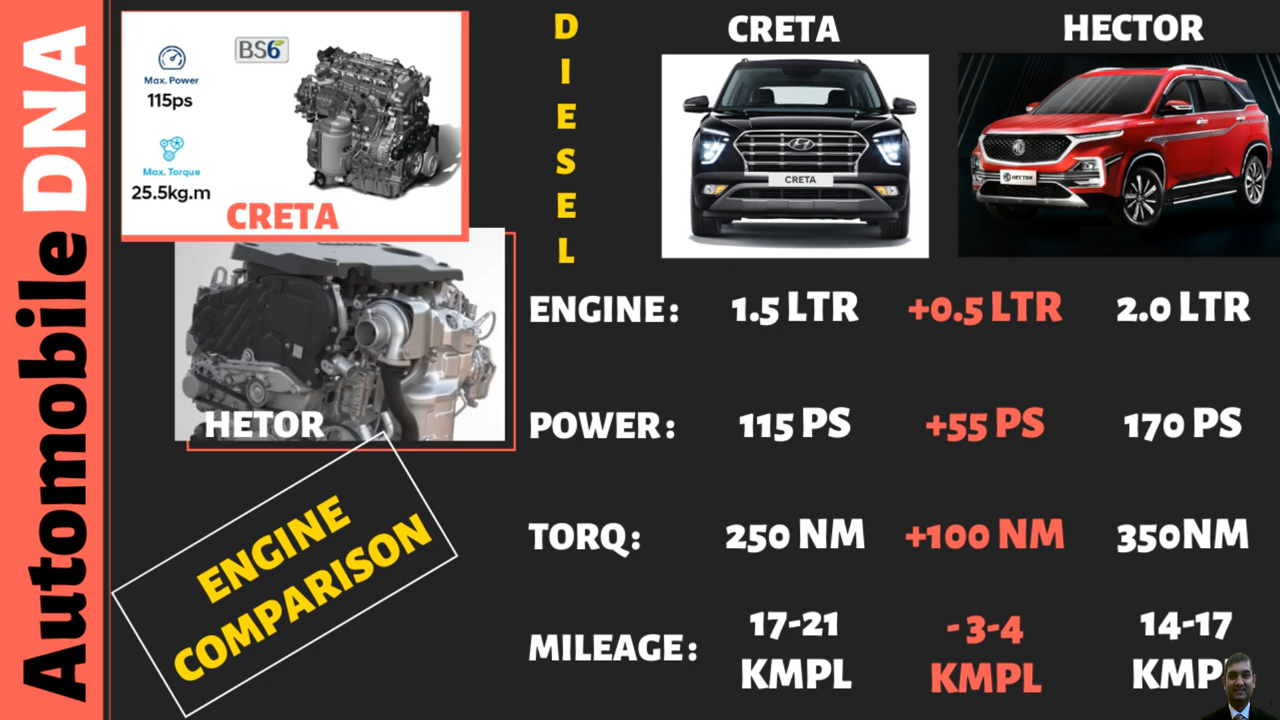 Automobile DNA
BS6
Max. Power
115ps
Max. Torque
25.5kg.m
CRETA
HETOR
ENGINE
COMPARISON
DIESEL
CRETA
HECTOR
CRETA
HECTOR
ENGINE: 1.5 LTR +0.5 LTR 2.0 LTR
POWER: 115 PS +55 PS 170 PS
TORQ: 250 NM +100 NM 350NM
MILEAGE: 17-21 - 3-4 14-17
KMPL KMPL KMP